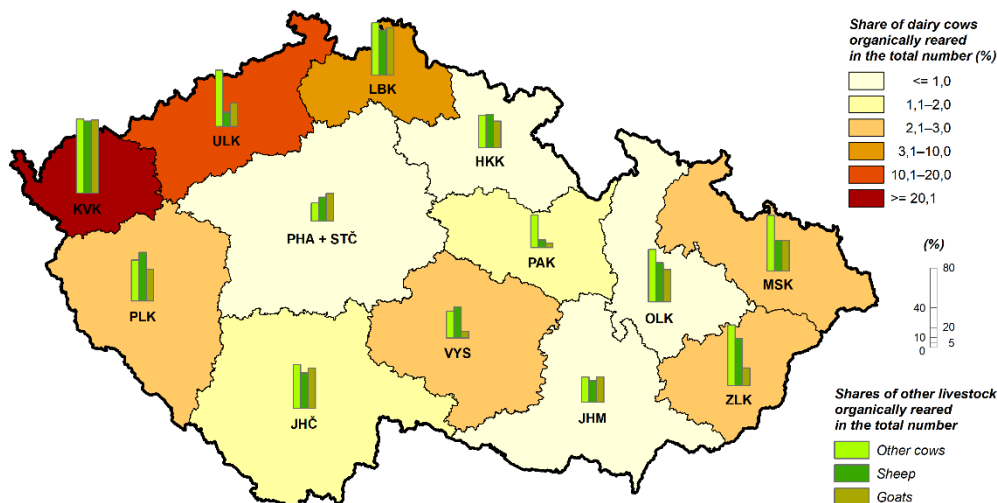 Share of dairy cows
organically reared
in the total number (%)
<= 1,0
1,1–2,0
2,1–3,0
3,1–10,0
10,1–20,0
>= 20,1
LBK
ULK
HKK
KVK
PHA + STČ
PAK
MSK
PLK
OLK
VYS
ZLK
JHČ
JHM
(%)
80
40
20
10
5
0
Shares of other livestock
organically reared
in the total number
Other cows
Sheep
Goats